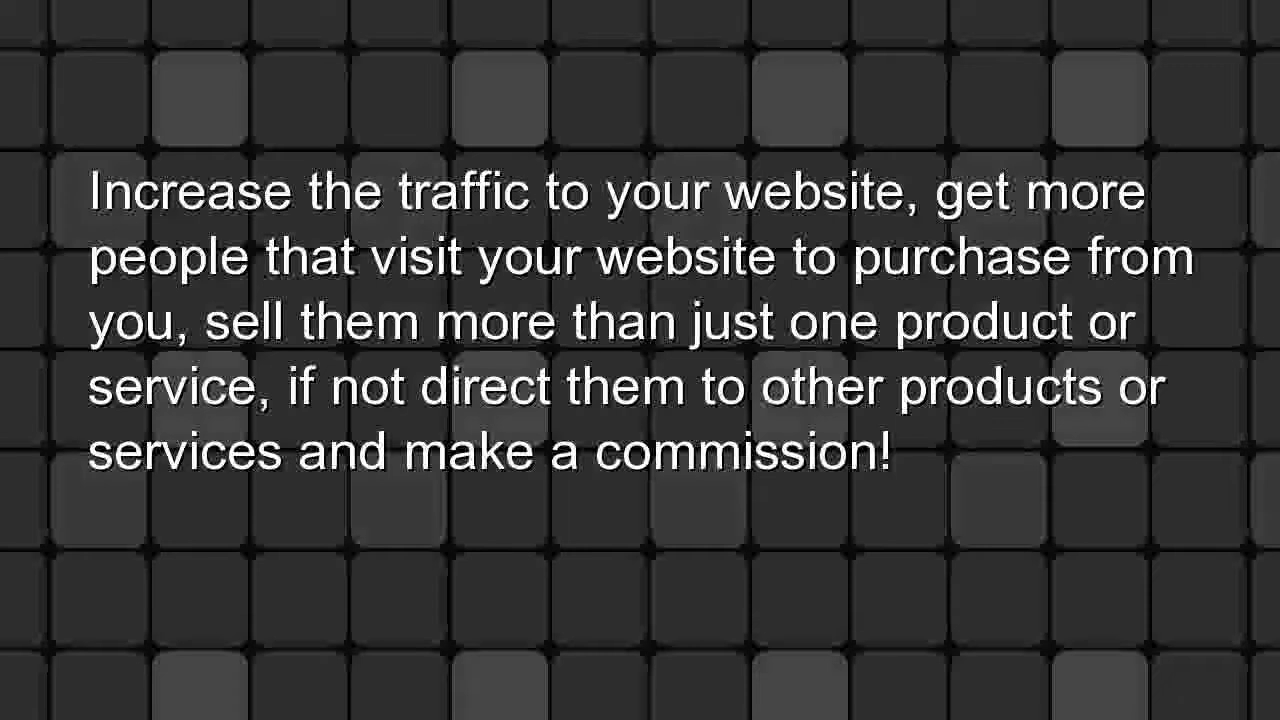 Increase the traffic to your website, get more
people that visit your website to purchase from
you, sell them more than just one product or
service, if not direct them to other products or
services and make a commission!